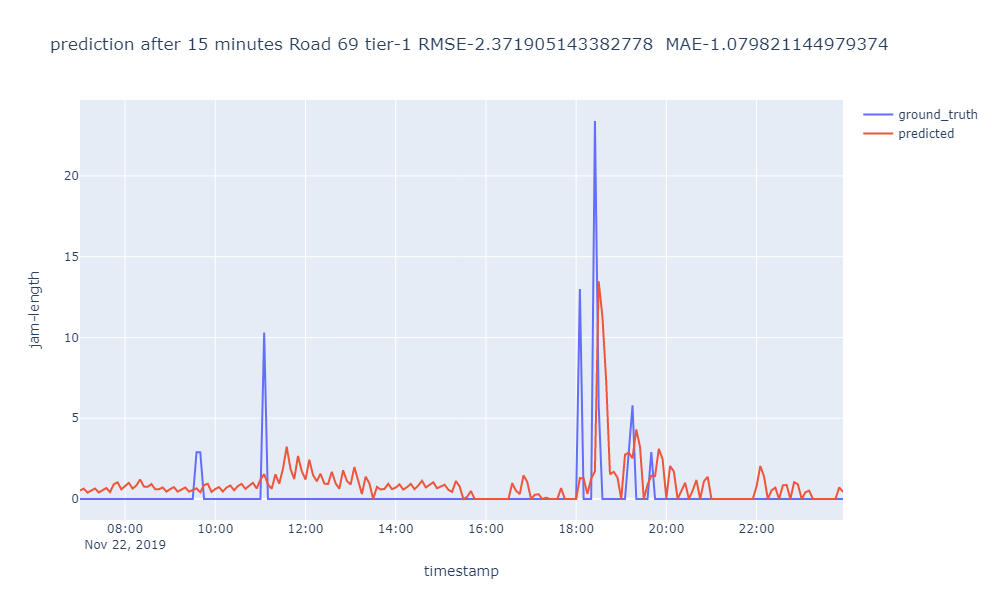 prediction after 15 minutes Road 69 tier-1 RMSE-2.371905143382778  MAE-1.079821144979374
ground_truth
predicted
20
15
10
5
0
jam-length
08:00 10:00 12:00 14:00 16:00 18:00 20:00 22:00
Nov 22, 2019
timestamp